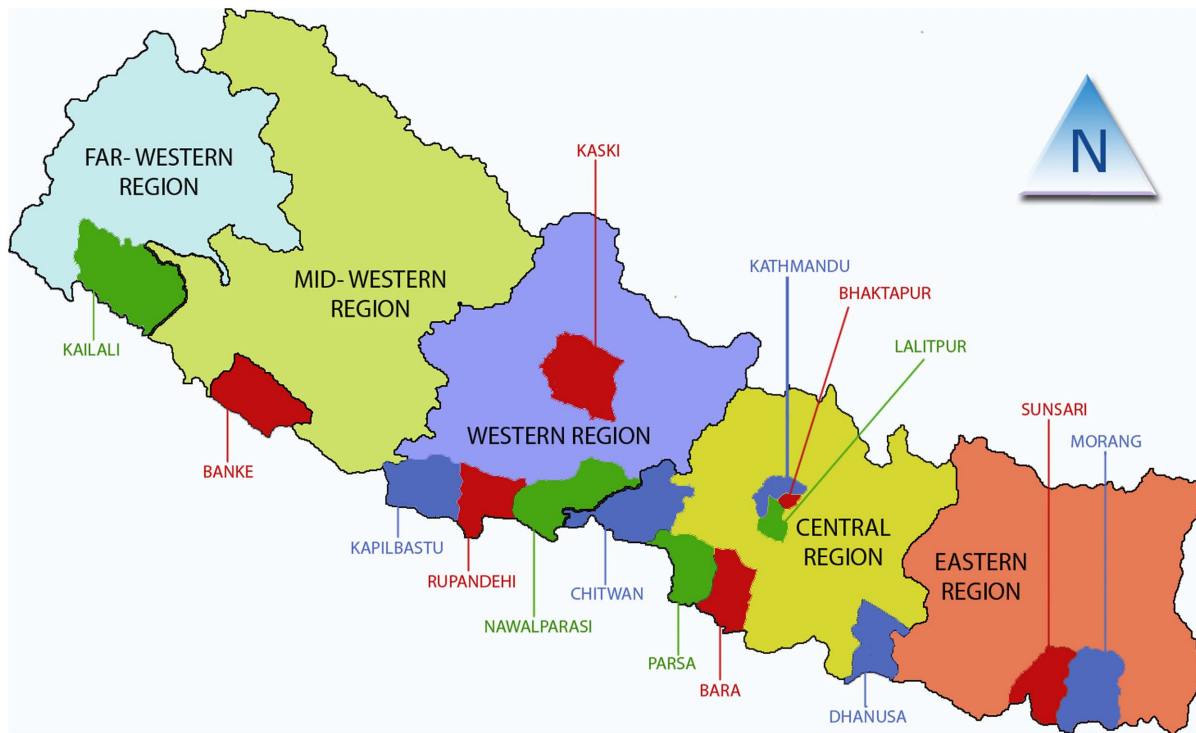 N
FAR- WESTERN
REGION
KASKI
KATHMANDU
MID- WESTERN
REGION
BHAKTAPUR
KAILALI
LALITPUR
SUNSARI
WESTERN REGION
MORANG
BANKE
CENTRAL
REGION
KAPILBASTU
EASTERN
REGION
RUPANDEHI
CHITWAN
NAWALPARASI
PARSA
BARA
DHANUSA